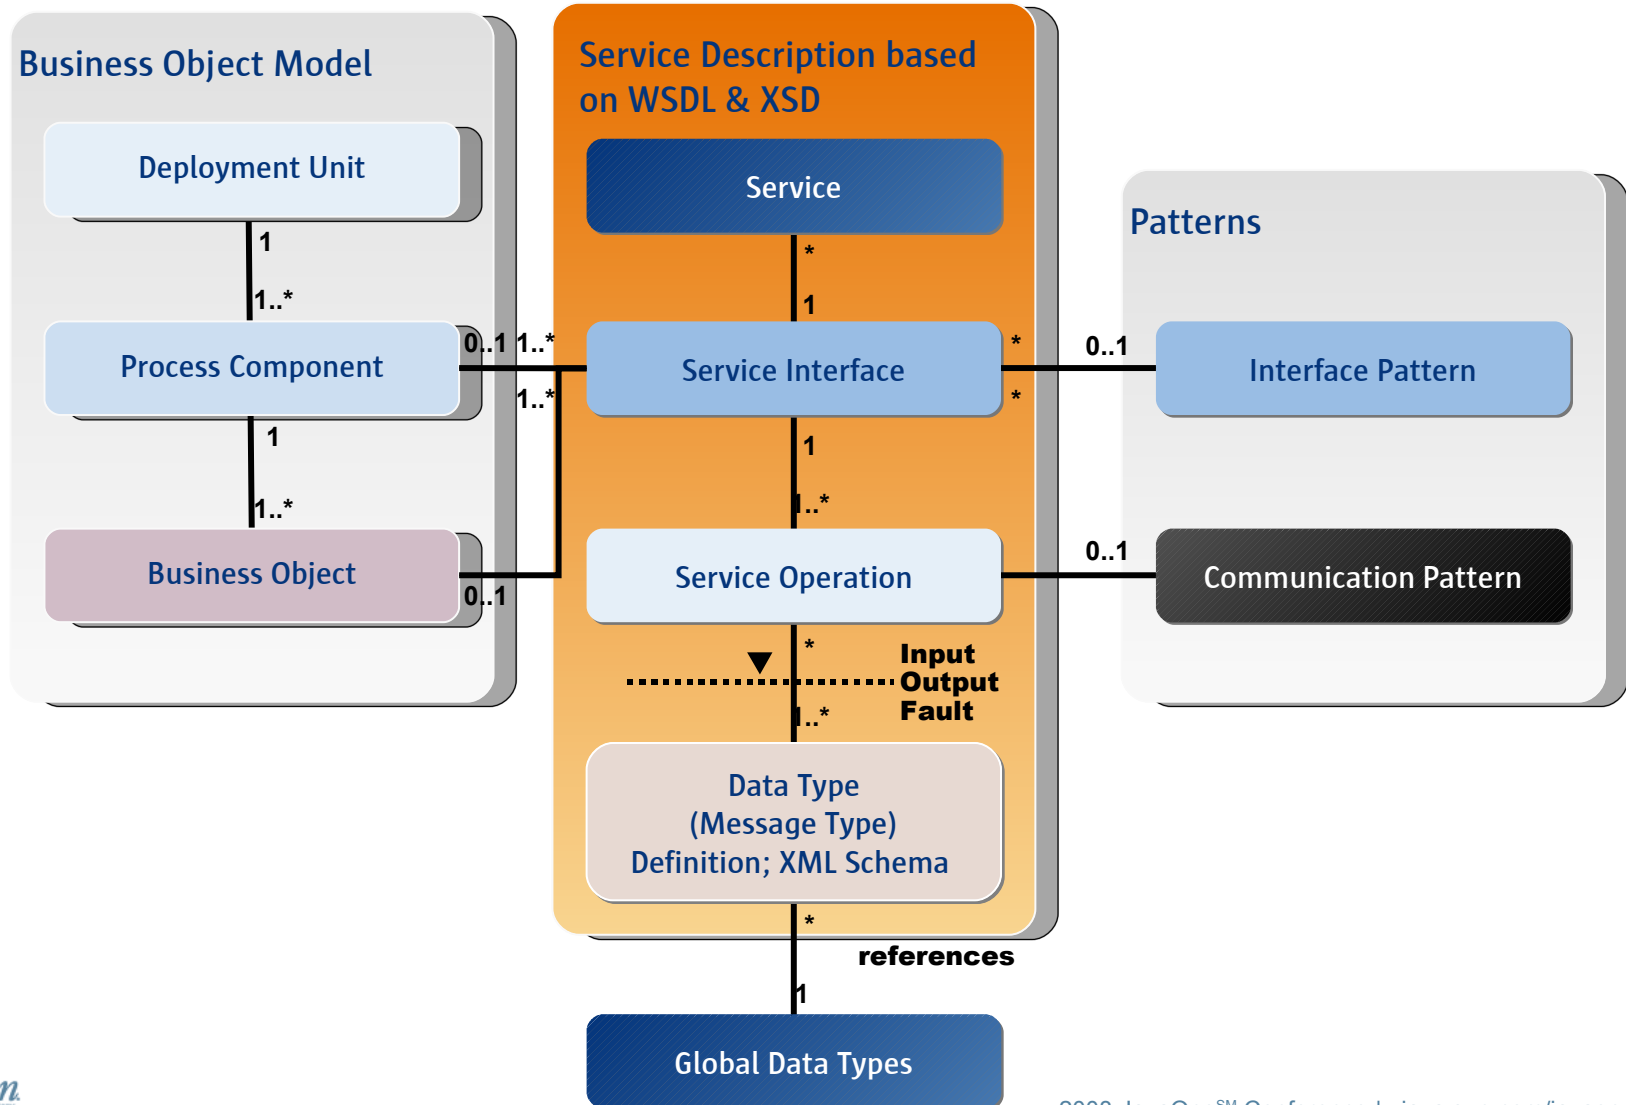 Business Object Model
Deployment Unit
1
1..*
Process Component
1
1..*
Business Object
0..1 1..*
1..*
0..1
Service Description based
on WSDL & XSD
Service
*
1
Service Interface
*
*
0..1
1
1..*
Service Operation
0..1
*
Input
Output
Fault
1..*
Data Type
(Message Type)
Definition; XML Schema
*
references
1
Global Data Types
Patterns
Interface Pattern
Communication Pattern